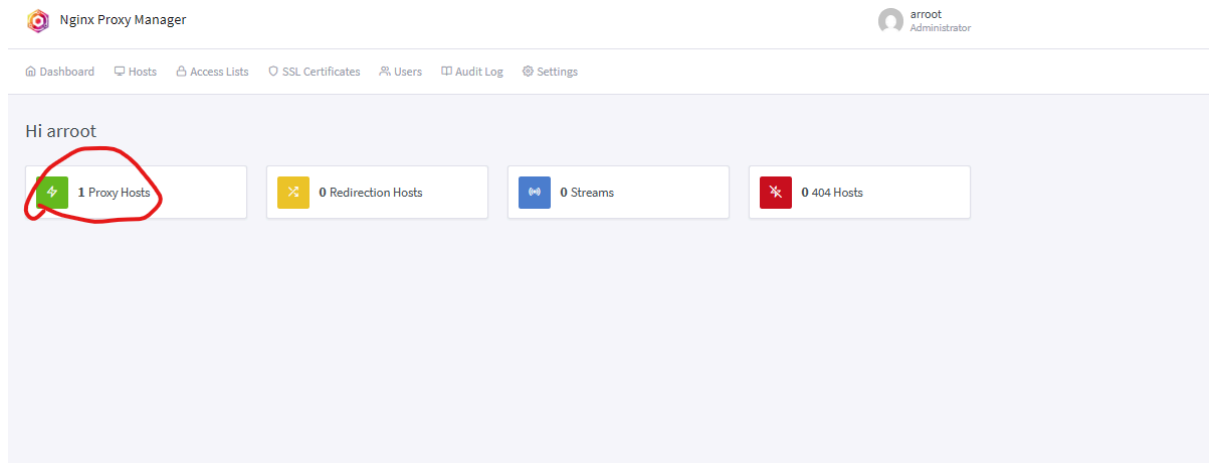 Nginx Proxy Manager
arroot
Administrator
Dashboard Hosts Access Lists SSL Certificates Users Audit Log Settings
Hi arroot
1 Proxy Hosts 0 Redirection Hosts 0 Streams 0 404 Hosts